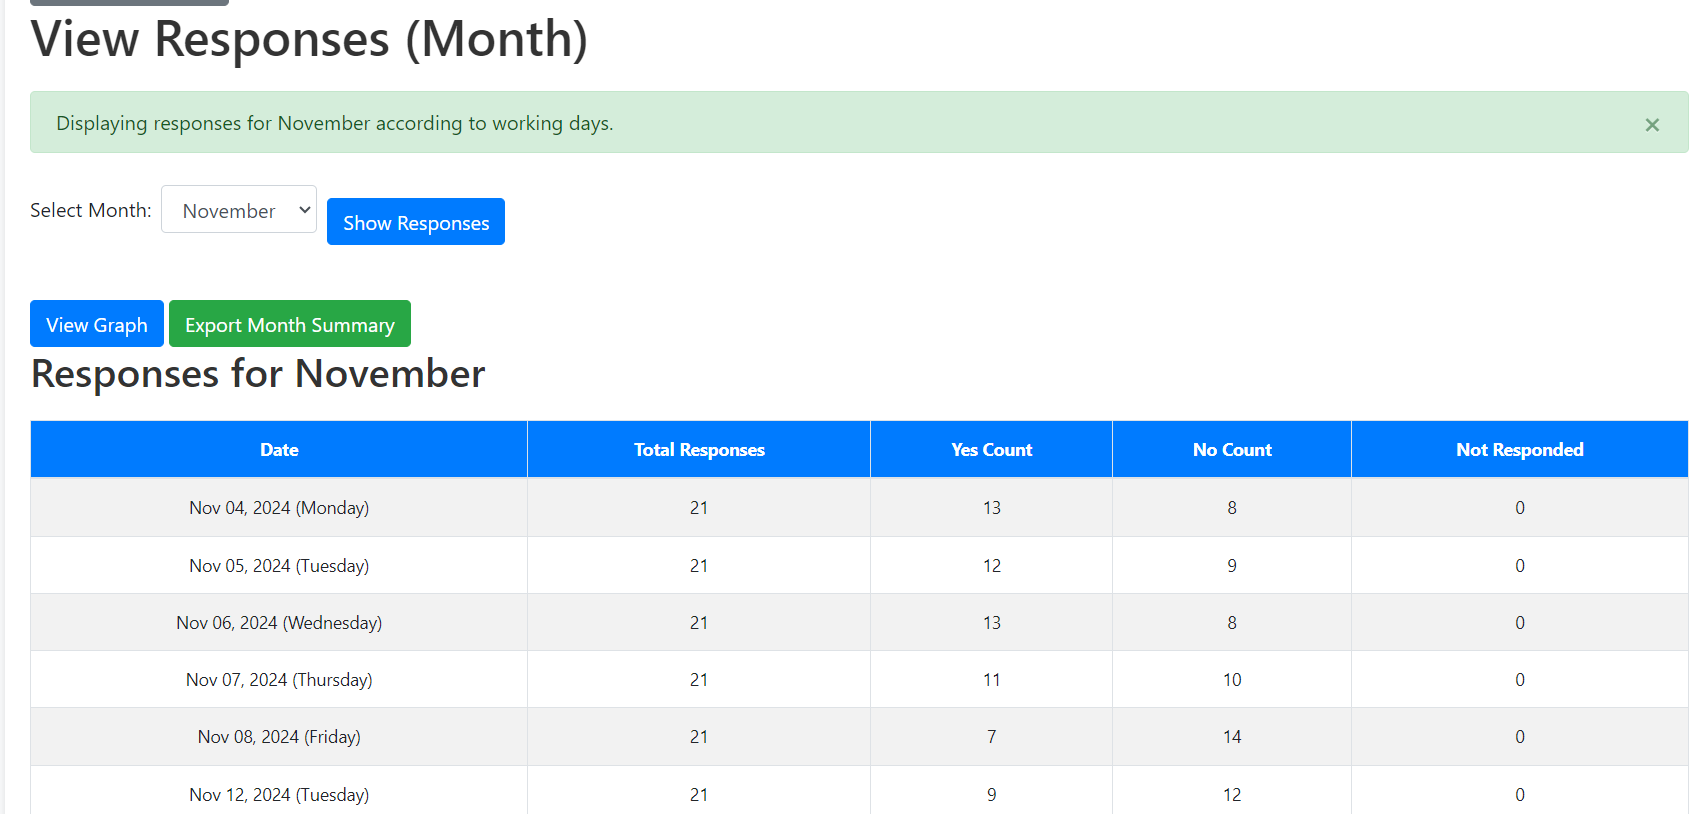 View Responses (Month)
Displaying responses for November according to working days. ×
Select Month: November Show Responses
View Graph Export Month Summary
Responses for November
Date Total Responses Yes Count No Count Not Responded
Nov 04, 2024 (Monday) 21 13 8 0
Nov 05, 2024 (Tuesday) 21 12 9 0
Nov 06, 2024 (Wednesday) 21 13 8 0
Nov 07, 2024 (Thursday) 21 11 10 0
Nov 08, 2024 (Friday) 21 7 14 0
Nov 12, 2024 (Tuesday) 21 9 12 0